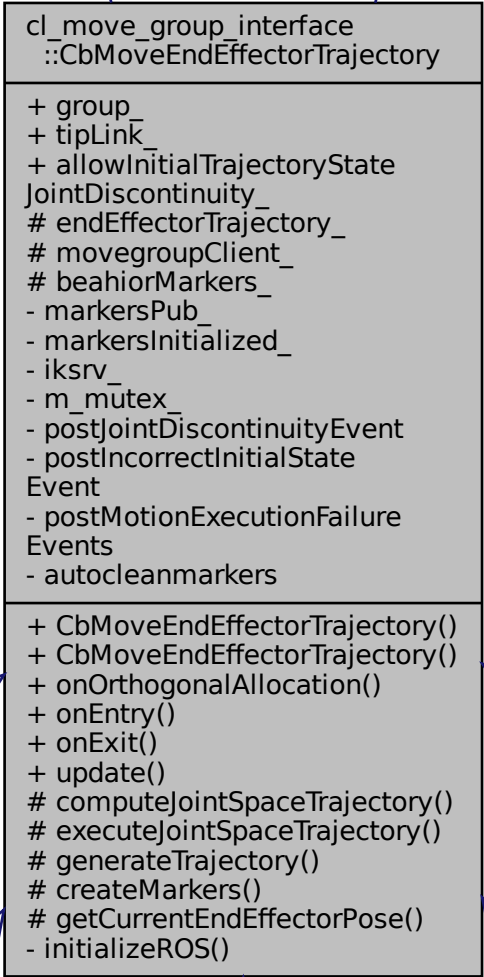 cl_move_group_interface
::CbMoveEndEffectorTrajectory
+ group_
+ tipLink_
+ allowInitialTrajectoryState
JointDiscontinuity_
# endEffectorTrajectory_
# movegroupClient_
# beahiorMarkers_
- markersPub_
- markersInitialized_
- iksrv_
- m_mutex_
- postJointDiscontinuityEvent
- postIncorrectInitialState
Event
- postMotionExecutionFailure
Events
- autocleanmarkers
+ CbMoveEndEffectorTrajectory()
+ CbMoveEndEffectorTrajectory()
+ onOrthogonalAllocation()
+ onEntry()
+ onExit()
+ update()
# computeJointSpaceTrajectory()
# executeJointSpaceTrajectory()
# generateTrajectory()
# createMarkers()
# getCurrentEndEffectorPose()
- initializeROS()